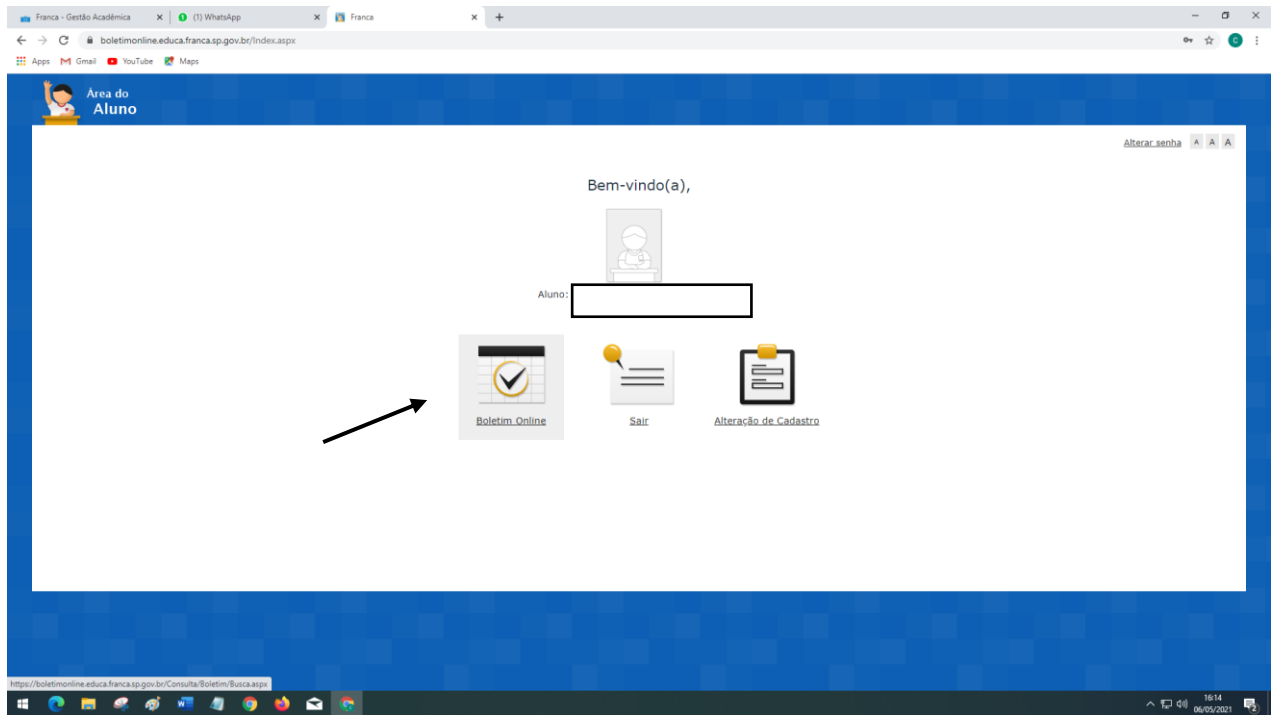 Franca - Gestão Acadêmica
(1) WhatsApp
Franca
boletimonline.educa.franca.sp.gov.br/Index.aspx
C
Apps
Gmail
YouTube
Maps
Área do
Aluno
Alterar senha
A A A
Bem-vindo(a),
Aluno:
Boletim Online
Sair
Alteração de Cadastro
https://boletimonline.educa.franca.sp.gov.br/Consulta/Boletim/Busca.aspx
16:14
06/05/2021
2